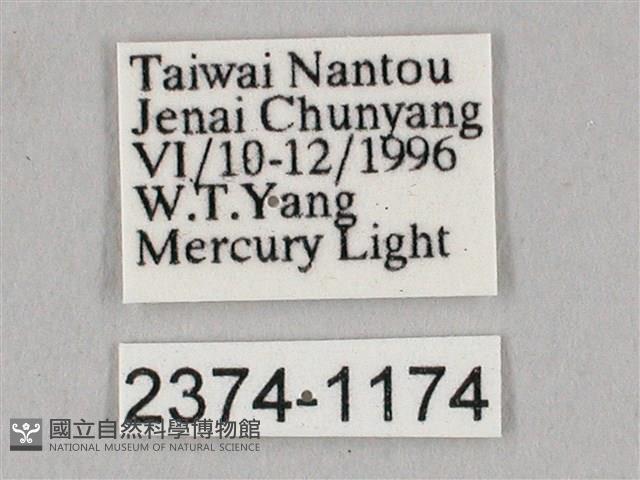 Taiwai Nantou
Jenai Chunyang
VI/10-12/1996
W.T.Yang
Mercury Light
2374-1174
國立自然科學博物館
NATIONAL MUSEUM OF NATURAL SCIENCE